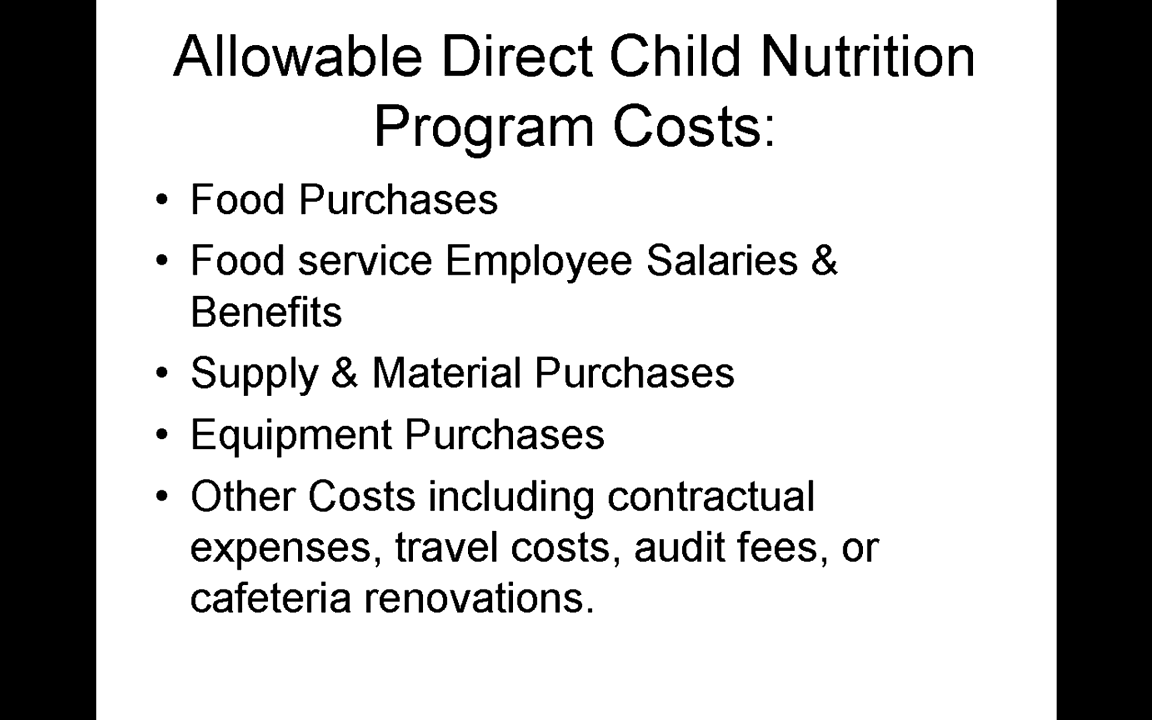 Allowable Direct Child Nutrition
Program Costs:
• Food Purchases
• Food service Employee Salaries &
Benefits
• Supply & Material Purchases
• Equipment Purchases
• Other Costs including contractual
expenses, travel costs, audit fees, or
cafeteria renovations.